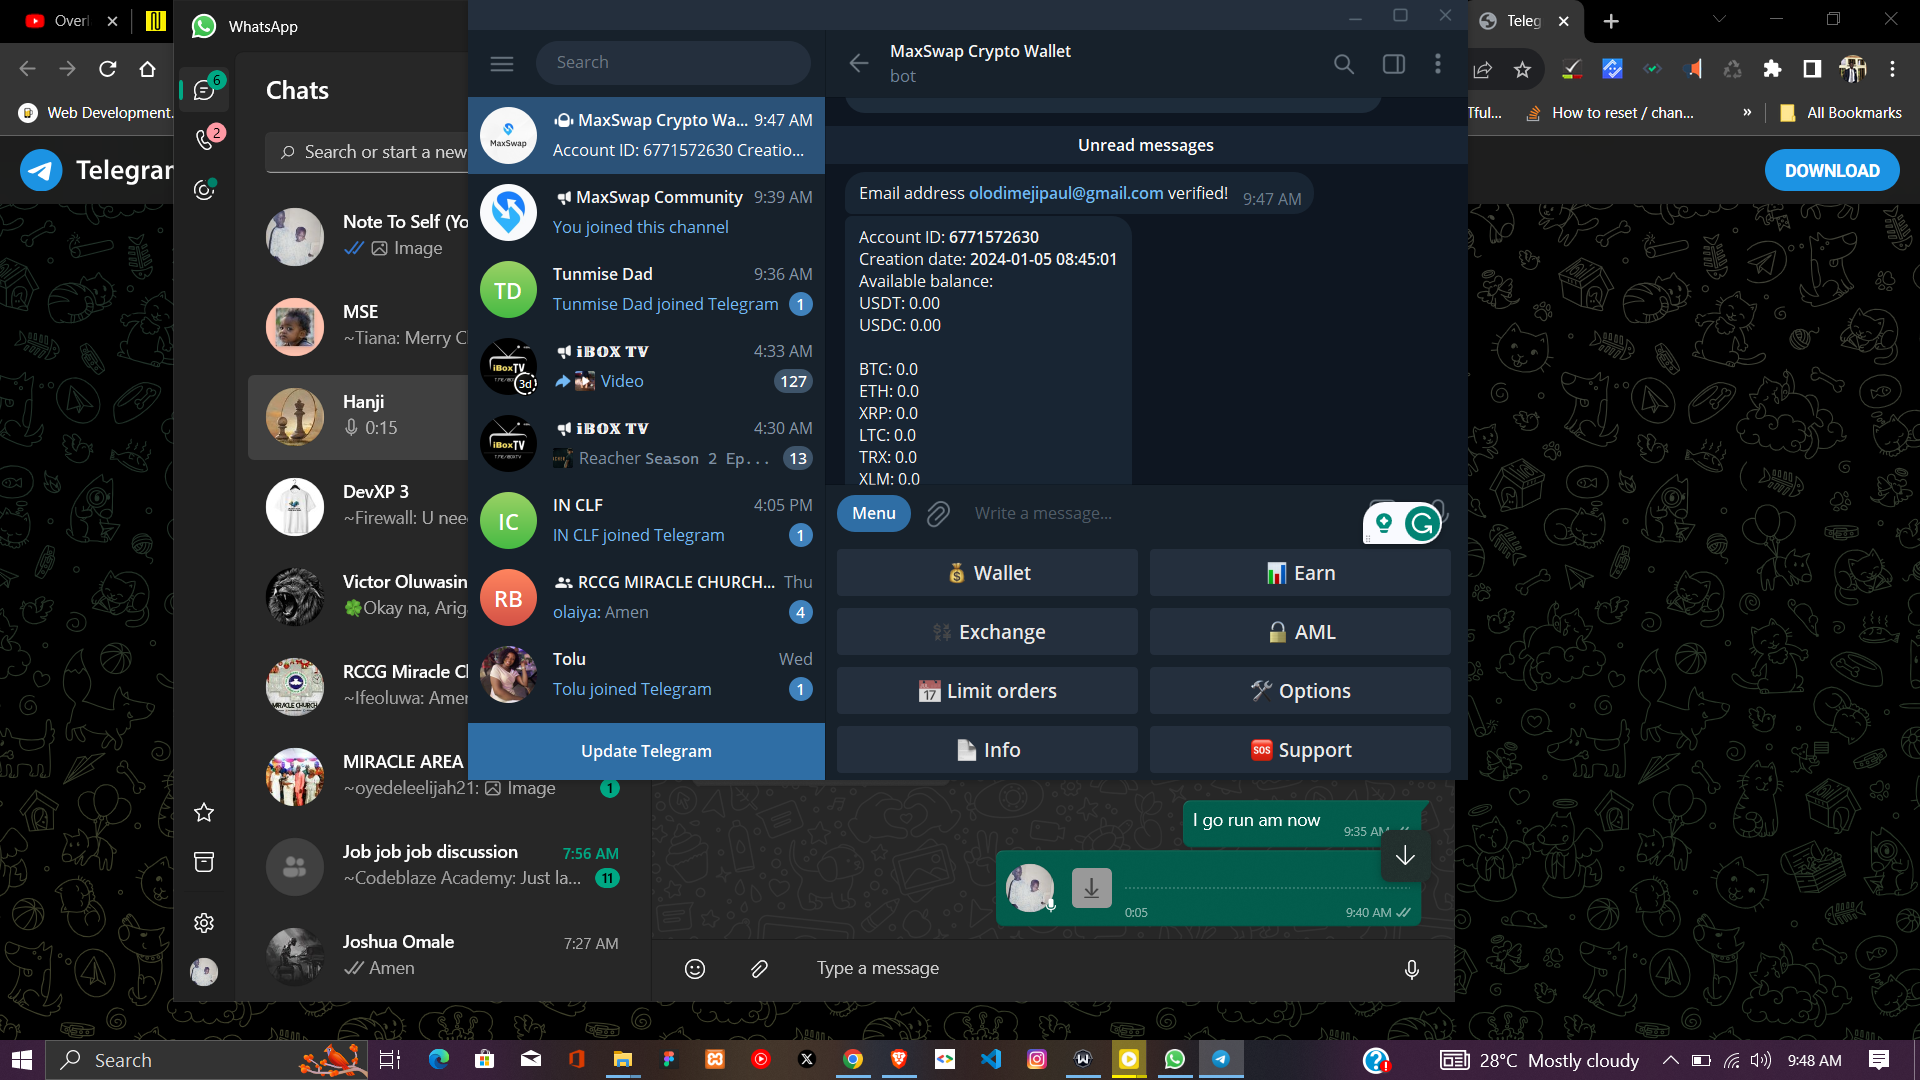 Overl
WhatsApp
Teleg
Web Development.
Tful...
How to reset / chan...
»
All Bookmarks
Telegram
DOWNLOAD
6
2
Chats
Search or start a new
Note To Self (Yo
Image
MSE
~Tiana: Merry C
Hanji
0:15
DevXP 3
~Firewall: U nee
Victor Oluwasin
Okay na, Ariga
RCCG Miracle Cl
~Ifeoluwa: Amen
MIRACLE AREA
~oyedeleelijah21: Image
1
Job job job discussion 7:56 AM
~Codeblaze Academy: Just la... 11
Joshua Omale 7:27 AM
Amen
Search
MaxSwap
MaxSwap Crypto Wa... 9:47 AM
Account ID: 6771572630 Creatio...
MaxSwap Community 9:39 AM
You joined this channel
TD
Tunmise Dad 9:36 AM
Tunmise Dad joined Telegram 1
iBoxTV
3d
iBOX TV 4:33 AM
Video 127
iBoxTV
T.ME/IBOXTV
iBOX TV 4:30 AM
Reacher Season 2 Ep... 13
IC
IN CLF 4:05 PM
IN CLF joined Telegram 1
RB
RCCG MIRACLE CHURCH... Thu
olaiya: Amen 4
Tolu Wed
Tolu joined Telegram 1
Update Telegram
MaxSwap Crypto Wallet
bot
Unread messages
Email address olodimejipaul@gmail.com verified! 9:47 AM
Account ID: 6771572630
Creation date: 2024-01-05 08:45:01
Available balance:
USDT: 0.00
USDC: 0.00
BTC: 0.0
ETH: 0.0
XRP: 0.0
LTC: 0.0
TRX: 0.0
XLM: 0.0
Menu
Write a message...
Wallet
Earn
Exchange
AML
Limit orders
Options
Info
SOS Support
I go run am now 9:35 AM
0:05 9:40 AM
Type a message
Search
28°C Mostly cloudy
9:48 AM